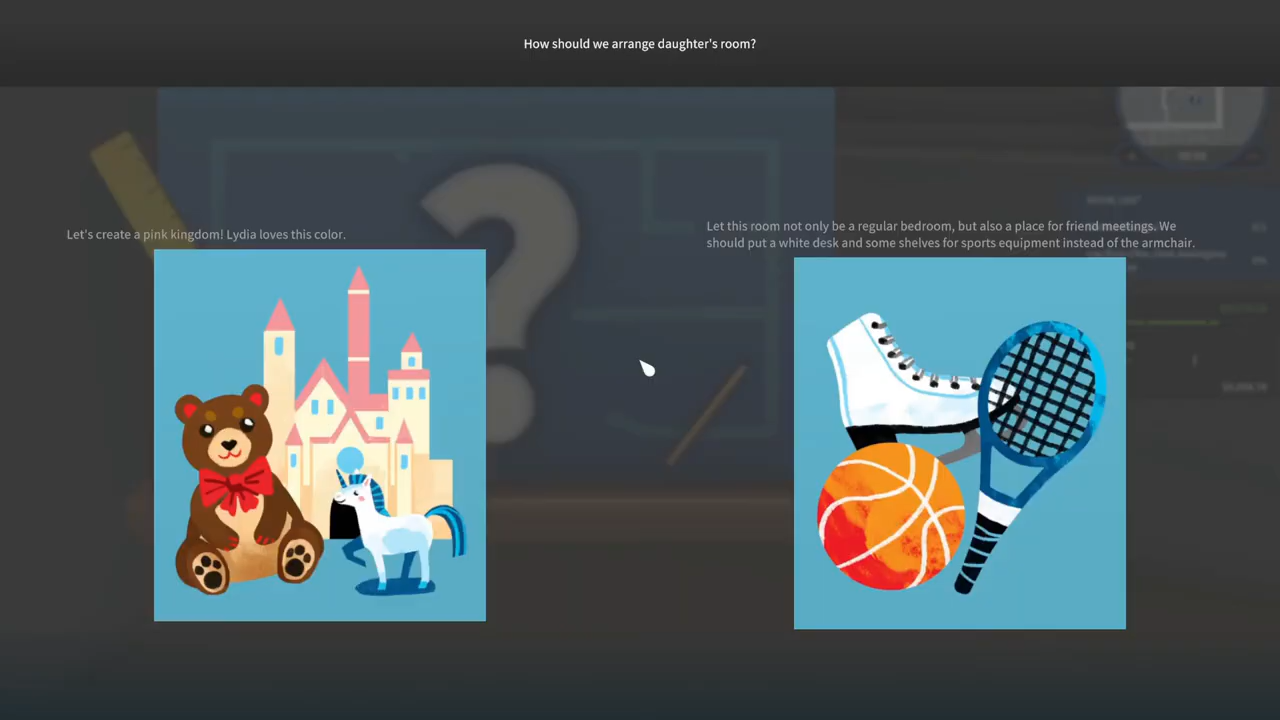 How should we arrange daughter's room?
Let's create a pink kingdom! Lydia loves this color.
Let this room not only be a regular bedroom, but also a place for friend meetings. We
should put a white desk and some shelves for sports equipment instead of the armchair.